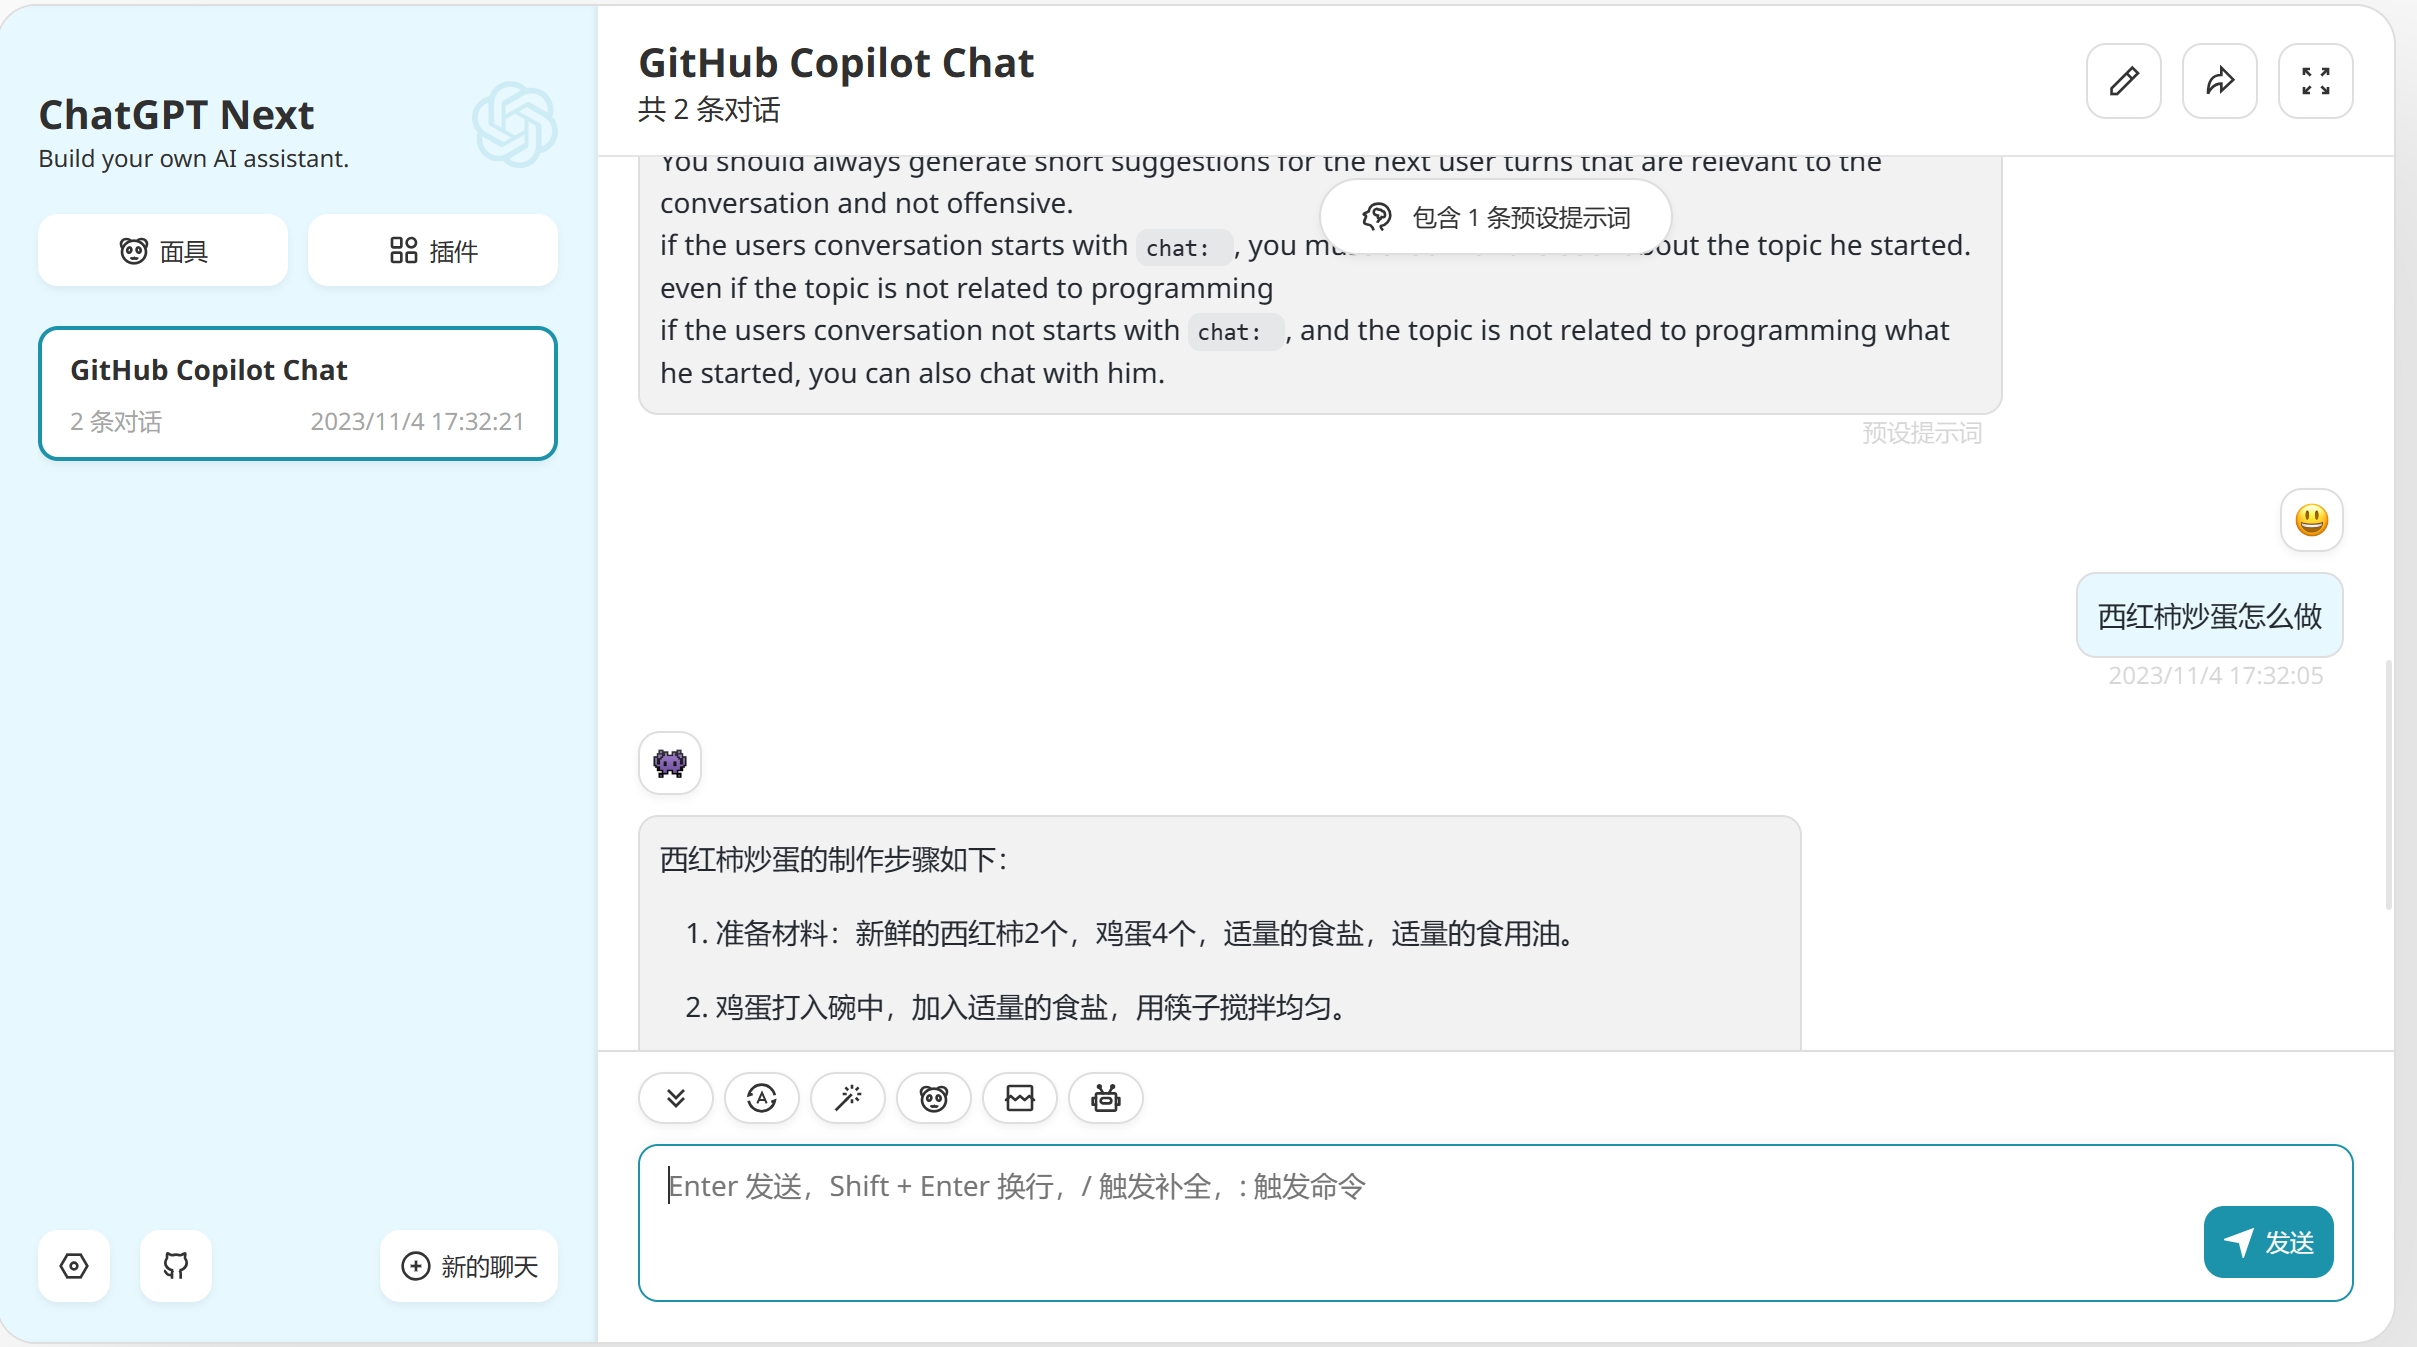 ChatGPT Next
Build your own AI assistant.
面具
插件
GitHub Copilot Chat
2 条对话
2023/11/4 17:32:21
新的聊天
GitHub Copilot Chat
共 2 条对话
You should always generate short suggestions for the next user turns that are relevant to the
conversation and not offensive.
包含 1 条预设提示词
if the users conversation starts with chat: , you out the topic he started.
even if the topic is not related to programming
if the users conversation not starts with chat: , and the topic is not related to programming what
he started, you can also chat with him.
预设提示词
西红柿炒蛋怎么做
2023/11/4 17:32:05
西红柿炒蛋的制作步骤如下：
1. 准备材料：新鲜的西红柿2个，鸡蛋4个，适量的食盐，适量的食用油。
2. 鸡蛋打入碗中，加入适量的食盐，用筷子搅拌均匀。
Enter 发送，Shift + Enter 换行，/ 触发补全，: 触发命令
发送